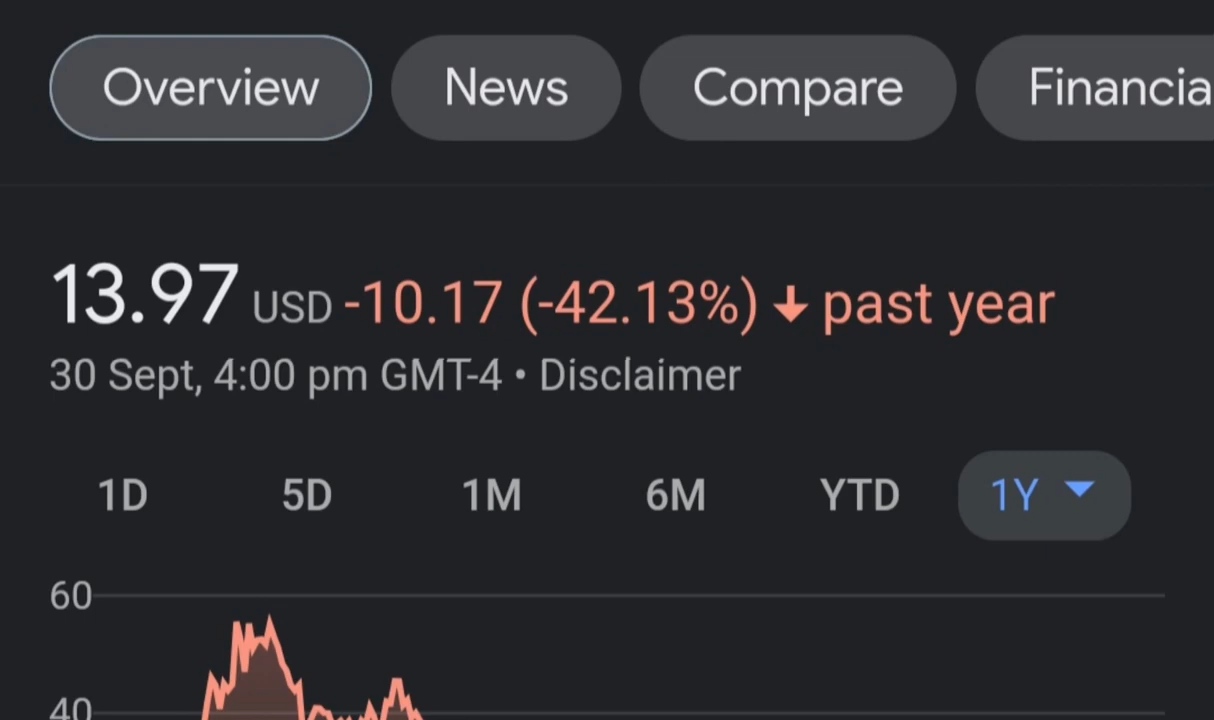 Overview News Compare Financia
13.97 USD -10.17 (-42.13%) ↓ past year
30 Sept, 4:00 pm GMT-4 • Disclaimer
1D 5D 1M 6M YTD 1Y
60
40